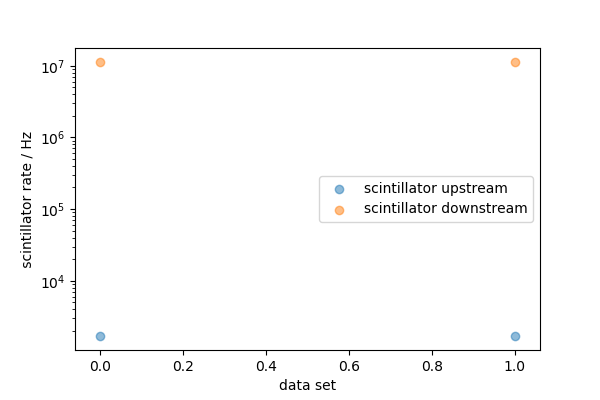 10⁷
10⁶
10⁵
10⁴
scintillator rate / Hz
scintillator upstream
scintillator downstream
0.0 0.2 0.4 0.6 0.8 1.0
data set